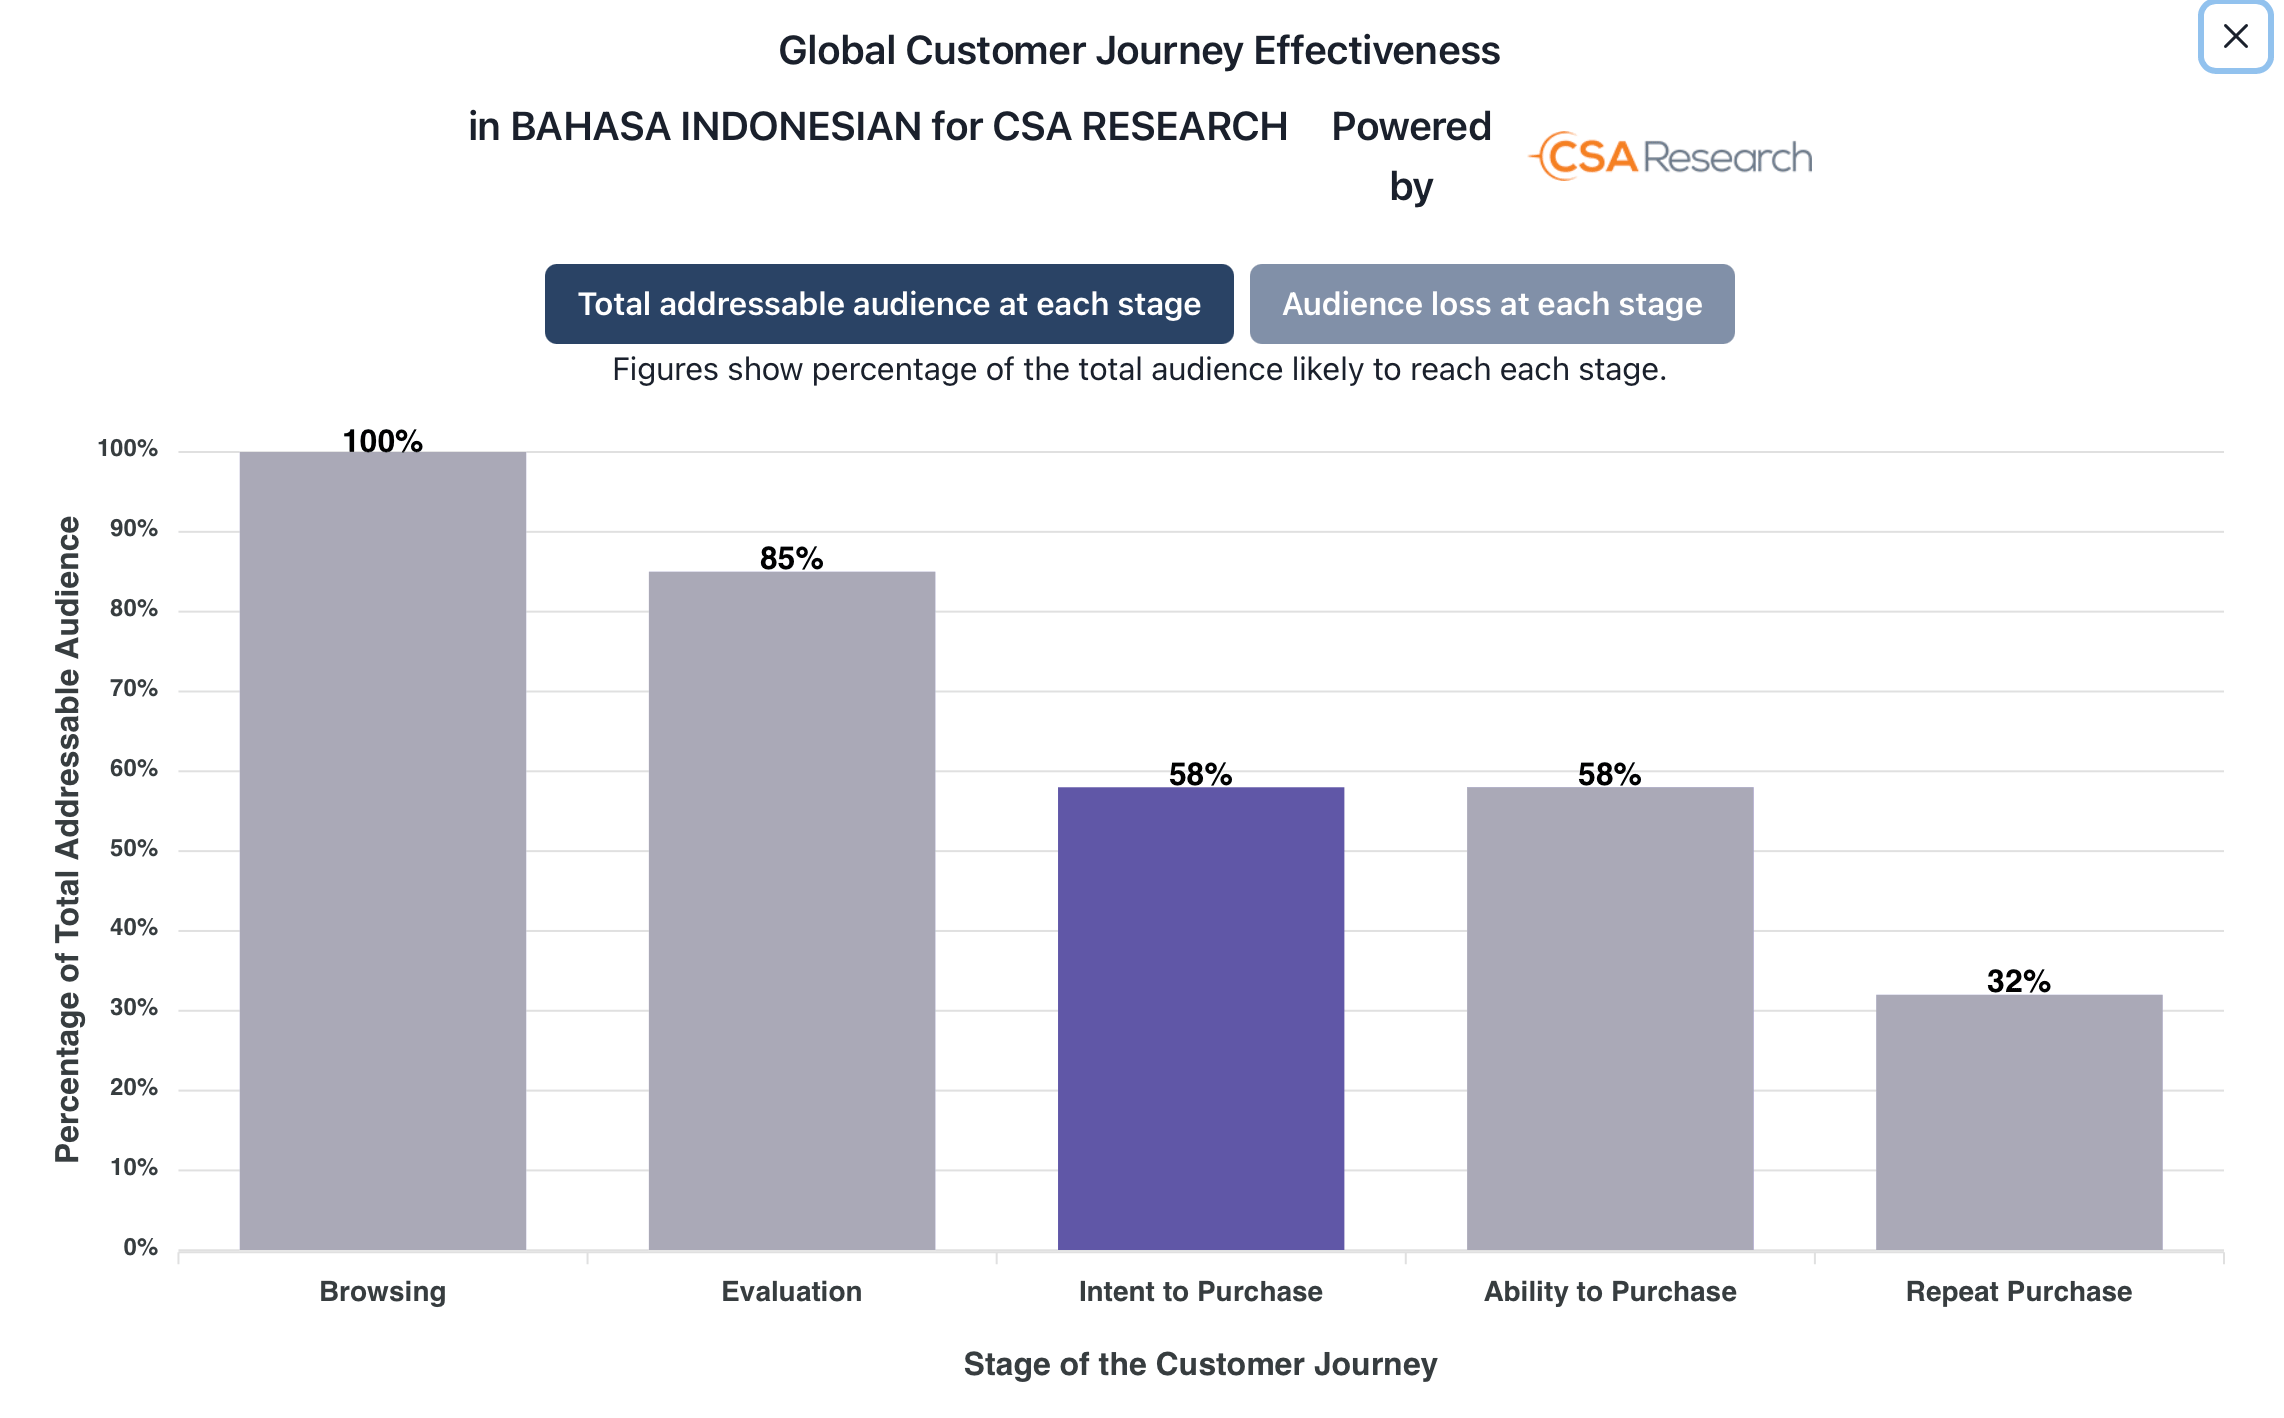 Global Customer Journey Effectiveness
in BAHASA INDONESIAN for CSA RESEARCH
Powered
by
CSA Research
Total addressable audience at each stage
Audience loss at each stage
Figures show percentage of the total audience likely to reach each stage.
Percentage of Total Addressable Audience
100%
90%
80%
70%
60%
50%
40%
30%
20%
10%
0%
100%
85%
58%
58%
32%
Browsing
Evaluation
Intent to Purchase
Ability to Purchase
Repeat Purchase
Stage of the Customer Journey